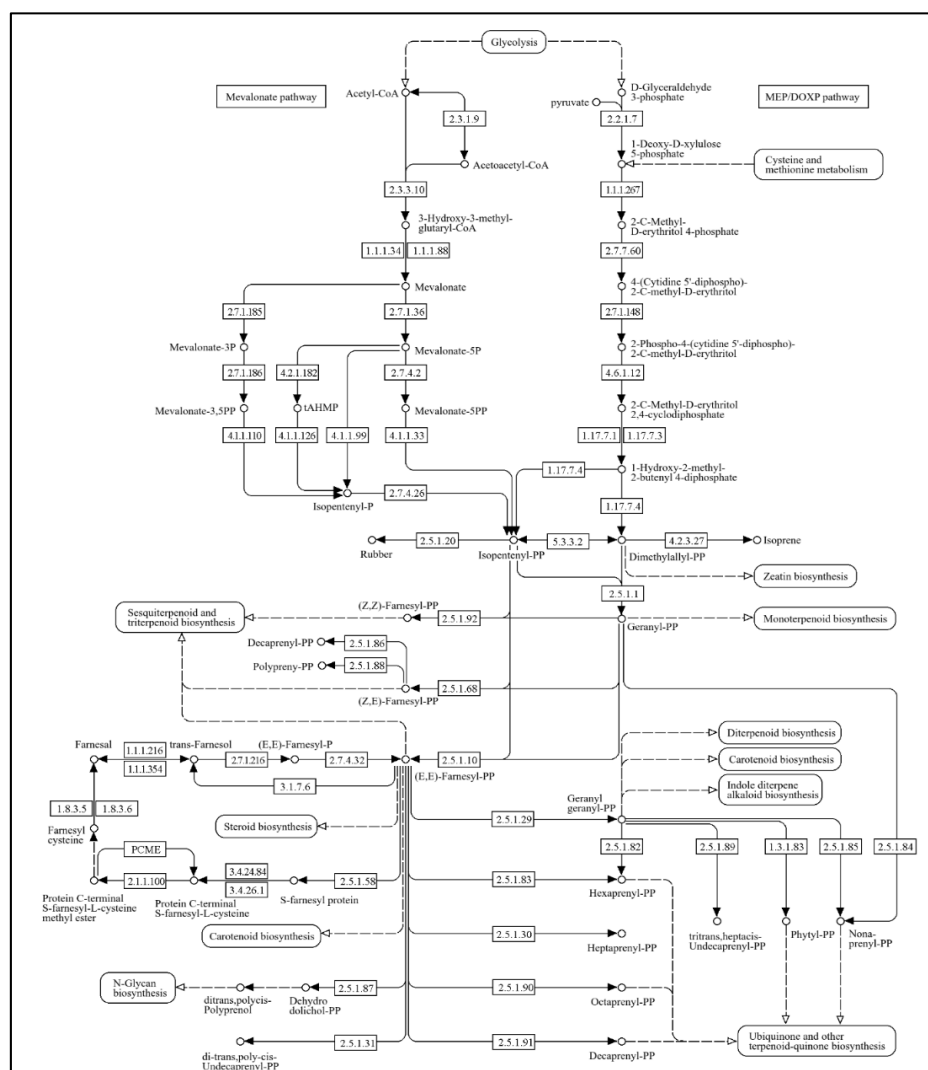 Glycolysis
Mevalonate pathway
Acetyl-CoA
D-Glyceraldehyde
3-phosphate
MEP/DOXP pathway
pyruvate
2.3.1.9
2.2.1.7
1-Deoxy-D-xylulose
5-phosphate
Acetoacetyl-CoA
Cysteine and
methionine metabolism
2.3.3.10
1.1.1.267
3-Hydroxy-3-methyl-
glutaryl-CoA
2-C-Methyl-
D-erythritol 4-phosphate
1.1.1.34
1.1.1.88
2.7.7.60
Mevalonate
4-(Cytidine 5'-diphospho)-
2-C-methyl-D-erythritol
2.7.1.185
2.7.1.36
2.7.1.148
Mevalonate-3P
Mevalonate-5P
2-Phospho-4-(cytidine 5'-diphospho)-
2-C-methyl-D-erythritol
2.7.1.186
4.2.1.182
2.7.4.2
4.6.1.12
Mevalonate-3,5PP
tAHMP
Mevalonate-5PP
2-C-Methyl-D-erythritol
2,4-cyclodiphosphate
4.1.1.110
4.1.1.126
4.1.1.99
4.1.1.33
1.17.7.1
1.17.7.3
1.17.7.4
1-Hydroxy-2-methyl-
2-butenyl 4-diphosphate
2.7.4.26
Isopentenyl-P
1.17.7.4
Rubber
2.5.1.20
Isopentenyl-PP
5.3.3.2
Dimethylallyl-PP
4.2.3.27
Isoprene
Zeatin biosynthesis
2.5.1.1
Sesquiterpenoid and
triterpenoid biosynthesis
(Z,Z)-Farnesyl-PP
2.5.1.92
Geranyl-PP
Monoterpenoid biosynthesis
Decaprenyl-PP
2.5.1.86
Polypreny-PP
2.5.1.88
2.5.1.68
(Z,E)-Farnesyl-PP
Farnesal
1.1.1.216
1.1.1.354
trans-Farnesol
(E,E)-Farnesyl-P
2.7.1.216
2.7.4.32
2.5.1.10
(E,E)-Farnesyl-PP
Diterpenoid biosynthesis
Carotenoid biosynthesis
3.1.7.6
Indole diterpene
alkaloid biosynthesis
1.8.3.5
1.8.3.6
Geranyl
geranyl-PP
Farnesyl
cysteine
Steroid biosynthesis
2.5.1.29
PCME
2.5.1.82
2.5.1.89
1.3.1.83
2.5.1.85
2.5.1.84
2.1.1.100
3.4.24.84
3.4.26.1
2.5.1.58
2.5.1.83
Protein C-terminal
S-farnesyl-L-cysteine
methyl ester
Protein C-terminal
S-farnesyl-L-cysteine
S-farnesyl protein
Hexaprenyl-PP
Carotenoid biosynthesis
2.5.1.30
Heptaprenyl-PP
tritrans,heptacis-
Undecaprenyl-PP
Phytyl-PP
Nona-
prenyl-PP
N-Glycan
biosynthesis
ditrans,polycis-
Polyprenol
Dehydro
dolichol-PP
2.5.1.87
2.5.1.90
Octaprenyl-PP
di-trans,poly-cis-
Undecaprenyl-PP
2.5.1.31
2.5.1.91
Decaprenyl-PP
Ubiquinone and other
terpenoid-quinone biosynthesis